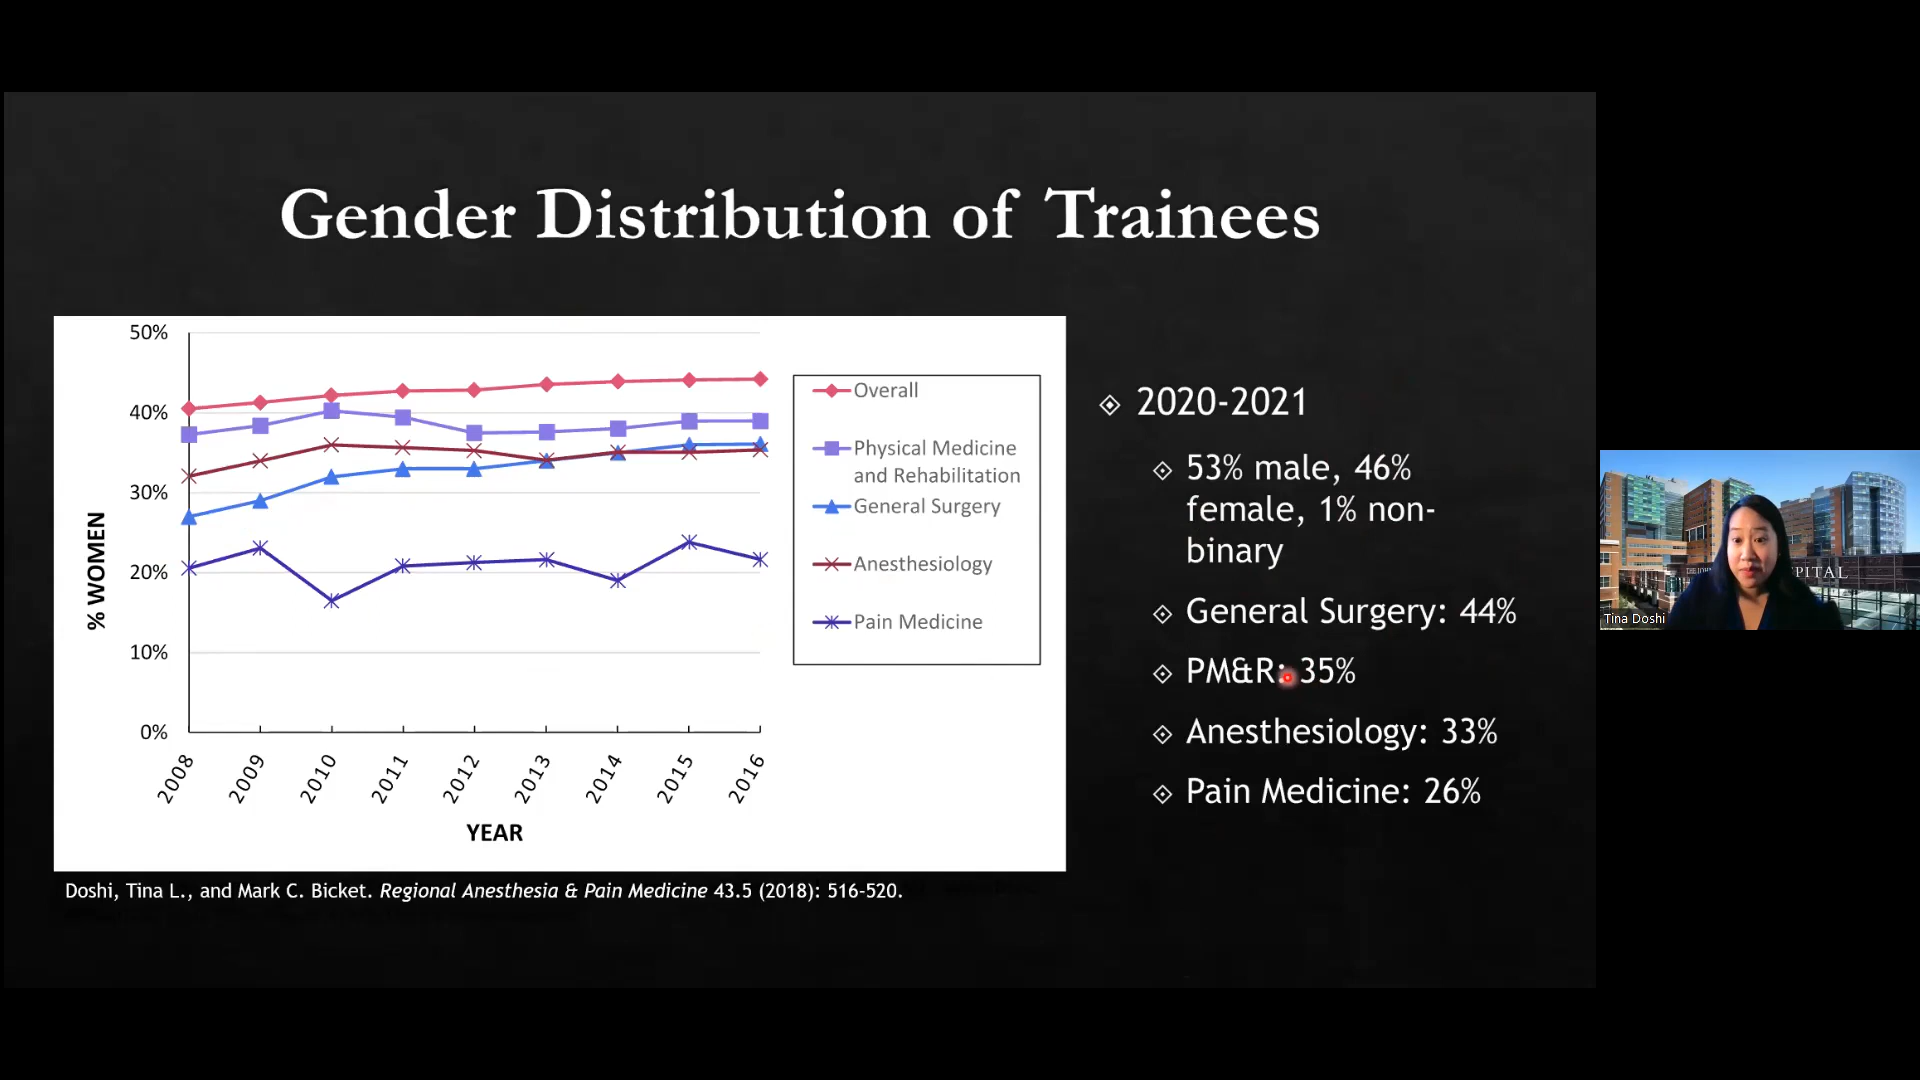 Gender Distribution of Trainees
50%
40%
30%
20%
10%
0%
% WOMEN
2008
2009
2010
2011
2012
2013
2014
2015
2016
YEAR
Overall
Physical Medicine
and Rehabilitation
General Surgery
Anesthesiology
Pain Medicine
Doshi, Tina L., and Mark C. Bicket. Regional Anesthesia & Pain Medicine 43.5 (2018): 516-520.
2020-2021
53% male, 46%
female, 1% non-
binary
General Surgery: 44%
PM&R: 35%
Anesthesiology: 33%
Pain Medicine: 26%
Tina Doshi